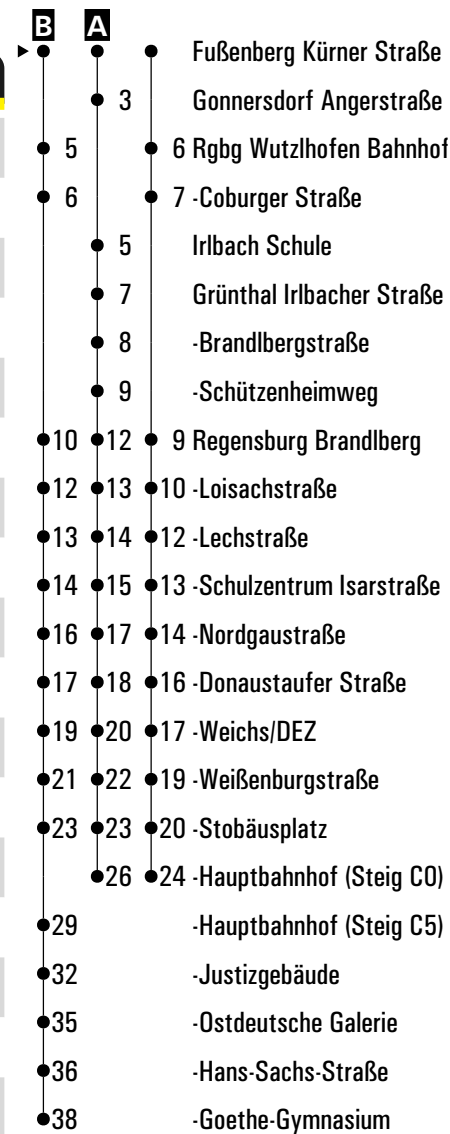 B A
Fußenberg Kürner Straße
3 Gonnersdorf Angerstraße
5 6 Rgbg Wutzlhofen Bahnhof
6 7 -Coburger Straße
5 Irlbach Schule
7 Grünthal Irlbacher Straße
8 -Brandlbergstraße
9 -Schützenheimweg
10 12 9 Regensburg Brandlberg
12 13 10 -Loisachstraße
13 14 12 -Lechstraße
14 15 13 -Schulzentrum Isarstraße
16 17 14 -Nordgaustraße
17 18 16 -Donaustaufer Straße
19 20 17 -Weichs/DEZ
21 22 19 -Weißenburgstraße
23 23 20 -Stobäusplatz
26 24 -Hauptbahnhof (Steig C0)
29 -Hauptbahnhof (Steig C5)
32 -Justizgebäude
35 -Ostdeutsche Galerie
36 -Hans-Sachs-Straße
38 -Goethe-Gymnasium